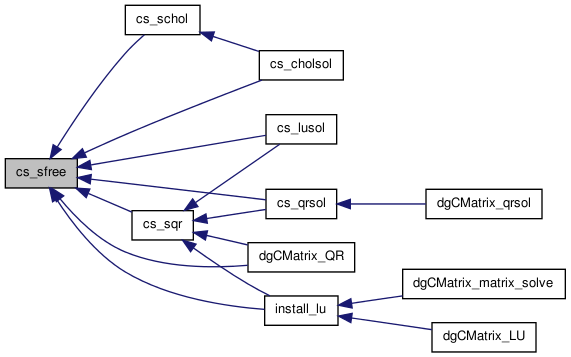 cs_schol
cs_cholsol
cs_lusol
cs_sfree
cs_qrsol
dgCMatrix_qrsol
cs_sqr
dgCMatrix_QR
dgCMatrix_matrix_solve
install_lu
dgCMatrix_LU